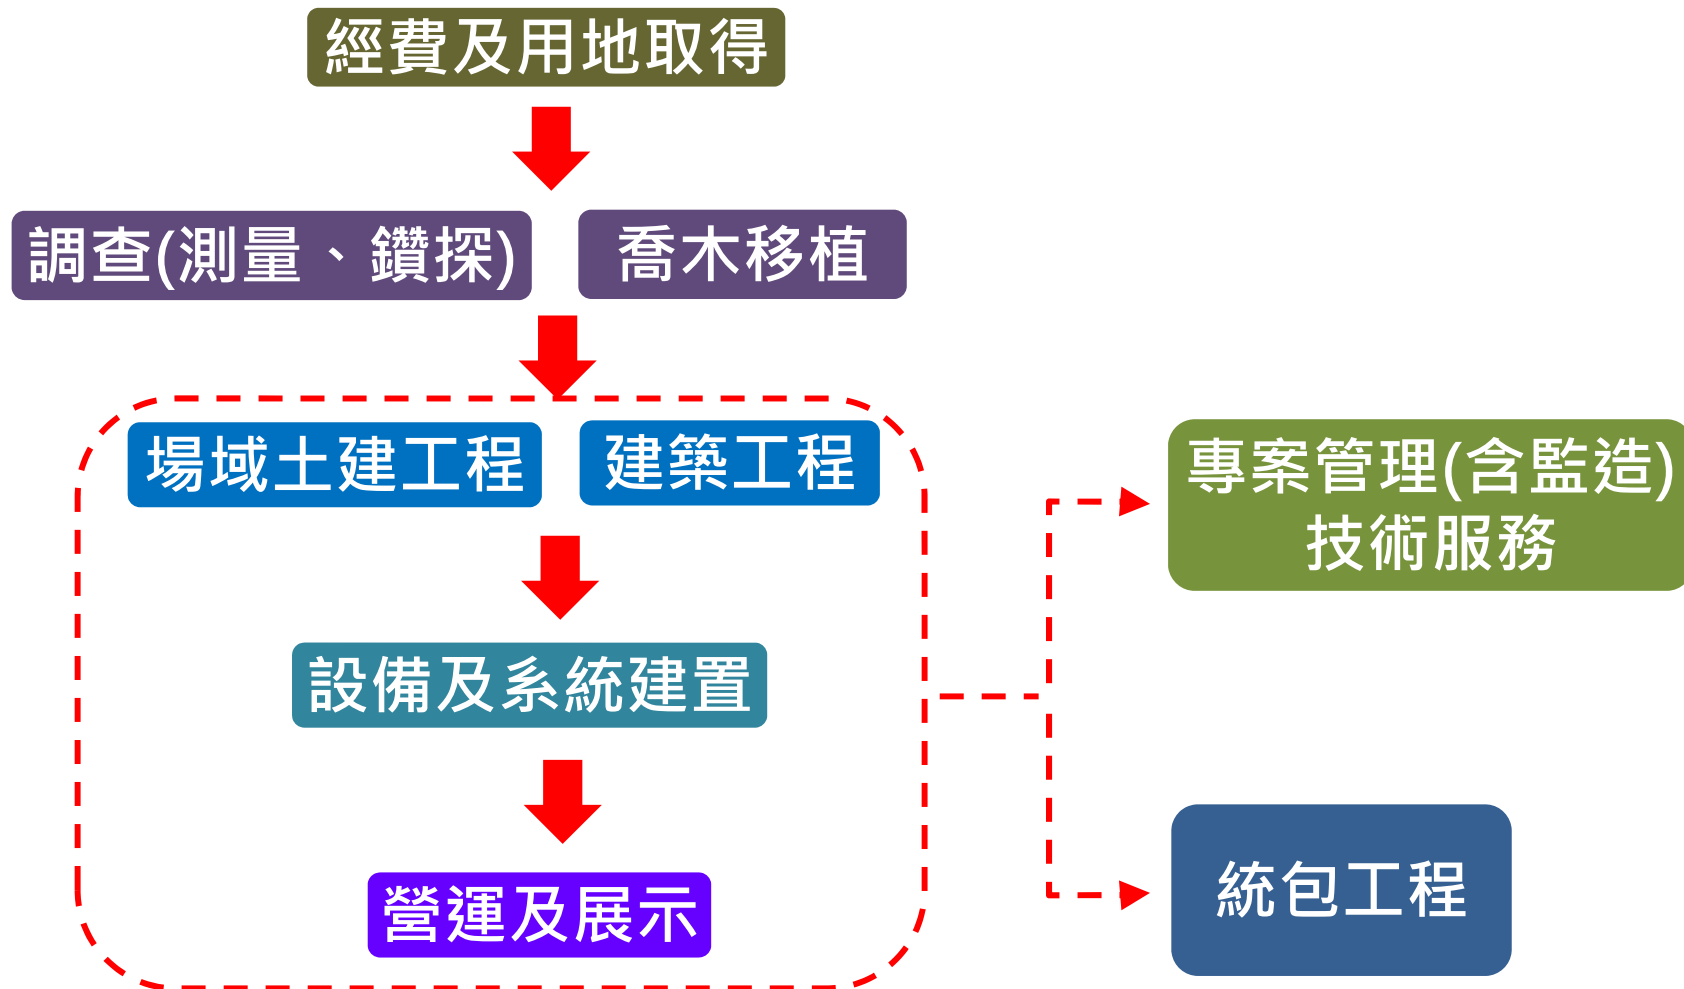 經費及用地取得
調查(測量、鑽探)
喬木移植
場域土建工程
建築工程
設備及系統建置
營運及展示
專案管理(含監造)
技術服務
統包工程